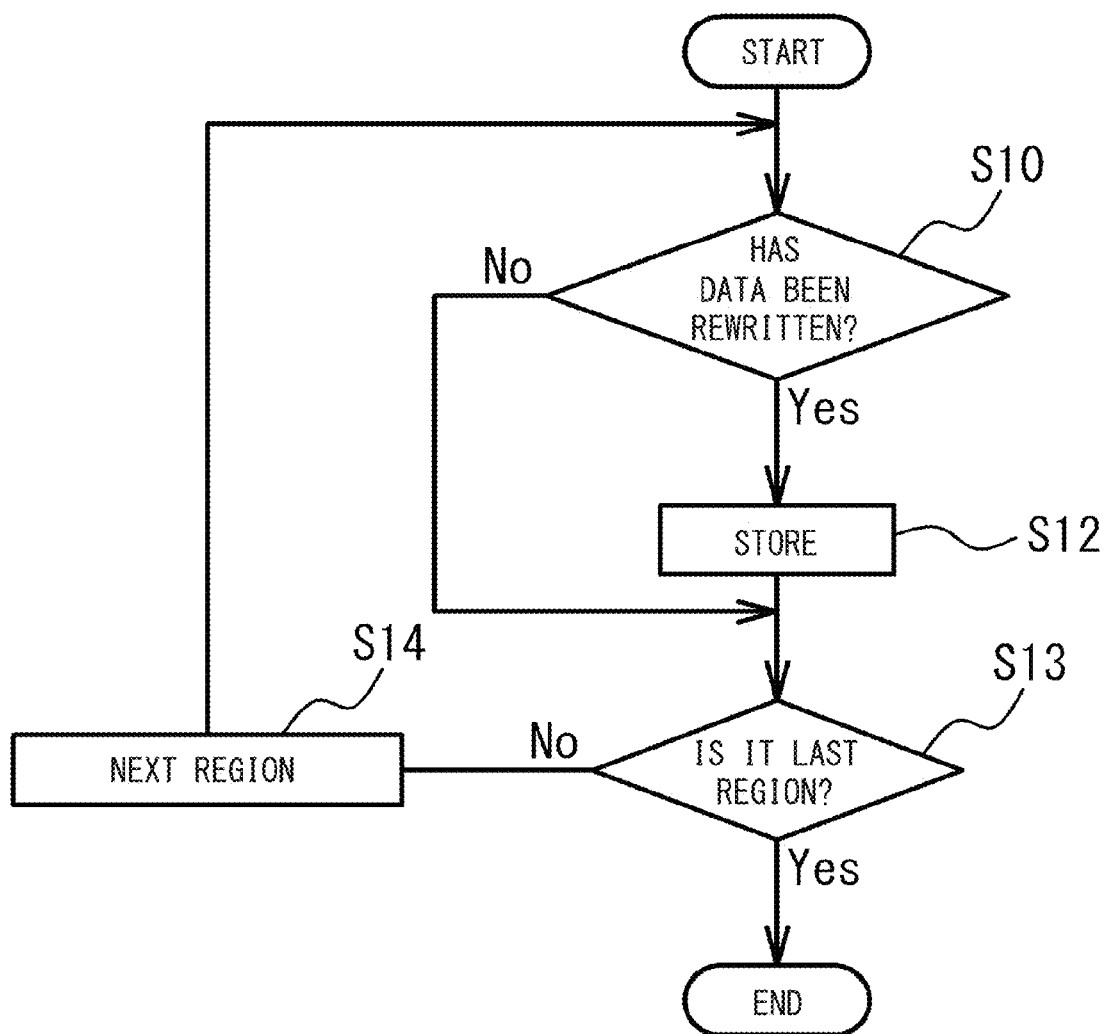 START
S10
HAS
DATA BEEN
REWRITTEN?
No
Yes
STORE
S12
S14
S13
NEXT REGION
No
IS IT LAST
REGION?
Yes
END